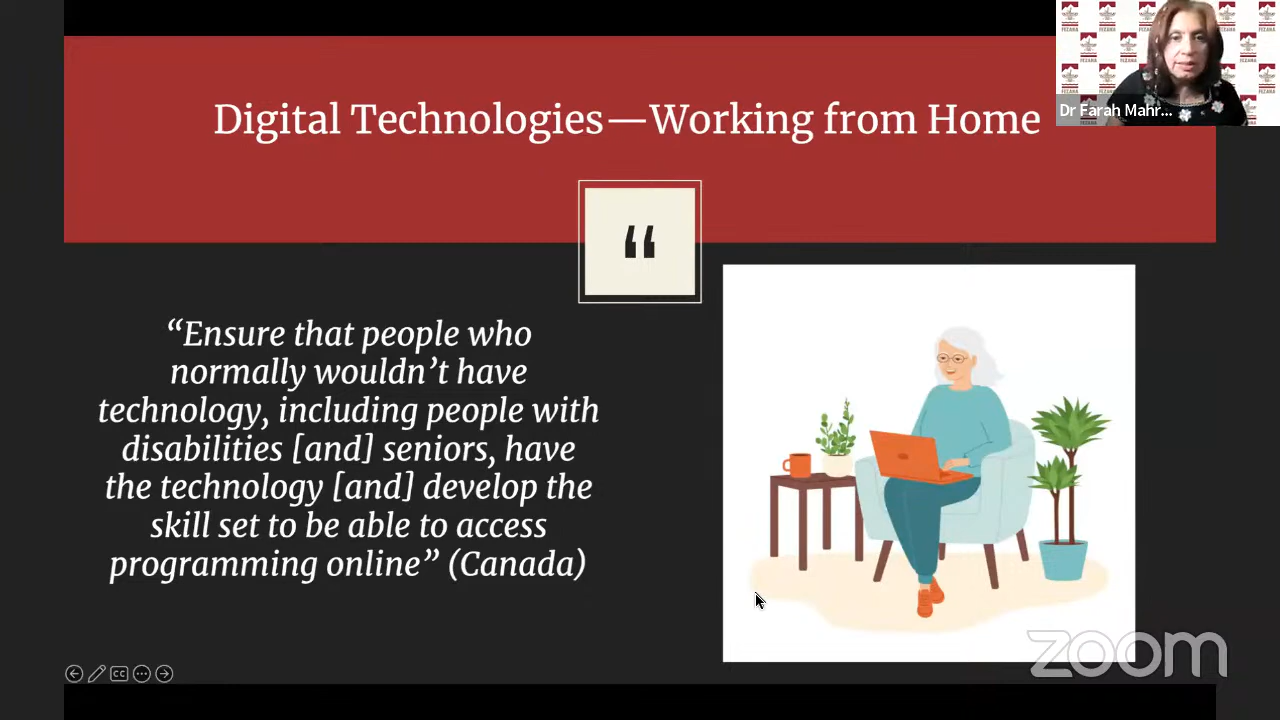 Digital Technologies—Working from Home
Dr Farah Mahr...
FEZANA
“
“Ensure that people who
normally wouldn’t have
technology, including people with
disabilities [and] seniors, have
the technology [and] develop the
skill set to be able to access
programming online” (Canada)
CC
zoom